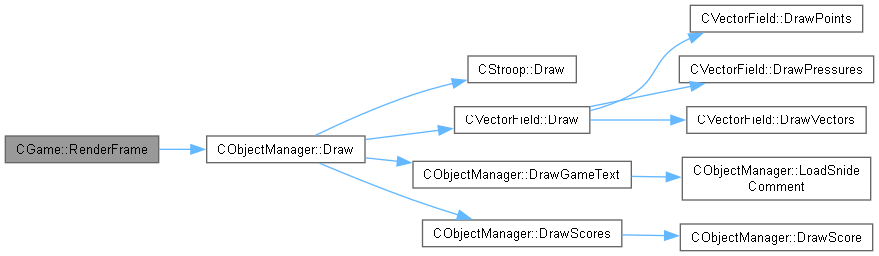 CGame::RenderFrame
CObjectManager::Draw
CStroop::Draw
CVectorField::Draw
CVectorField::DrawPoints
CVectorField::DrawPressures
CVectorField::DrawVectors
CObjectManager::DrawGameText
CObjectManager::LoadSnide
Comment
CObjectManager::DrawScores
CObjectManager::DrawScore